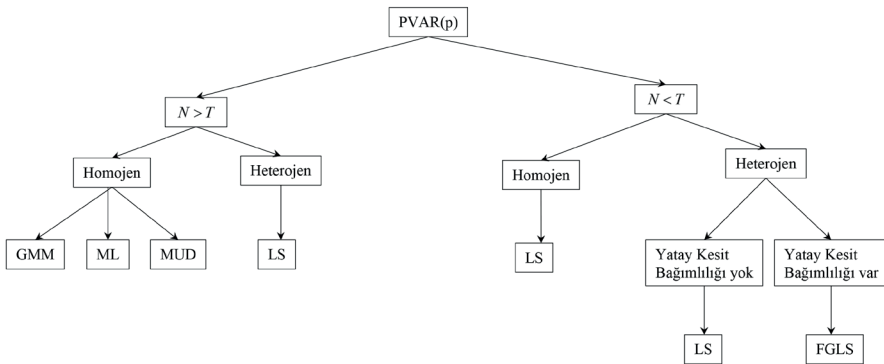 PVAR(p)
N > T
N < T
Homojen
Heterojen
Homojen
Heterojen
GMM
ML
MUD
LS
LS
Yatay Kesit
Bağımlılığı yok
Yatay Kesit
Bağımlılığı var
LS
FGLS